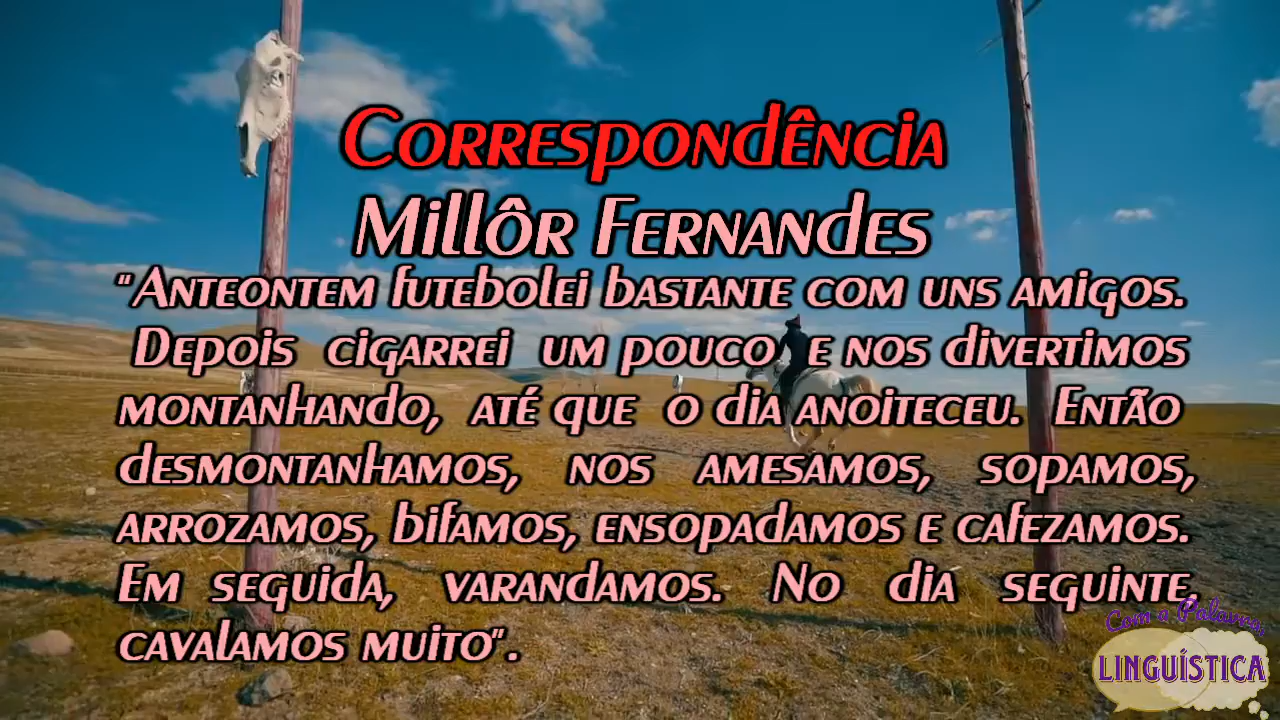 Correspondência
Millôr Fernandes
"Anteontem futebolei bastante com uns amigos.
Depois cigarrei um pouco e nos divertimos
montanhando, até que o dia anoiteceu. Então
desmontanhamos, nos amesamos, sopamos,
arrozamos, bifamos, ensopadamos e cafezamos.
Em seguida, varandamos. No dia seguinte,
cavalamos muito".
Com a Palavra,
LINGUÍSTICA